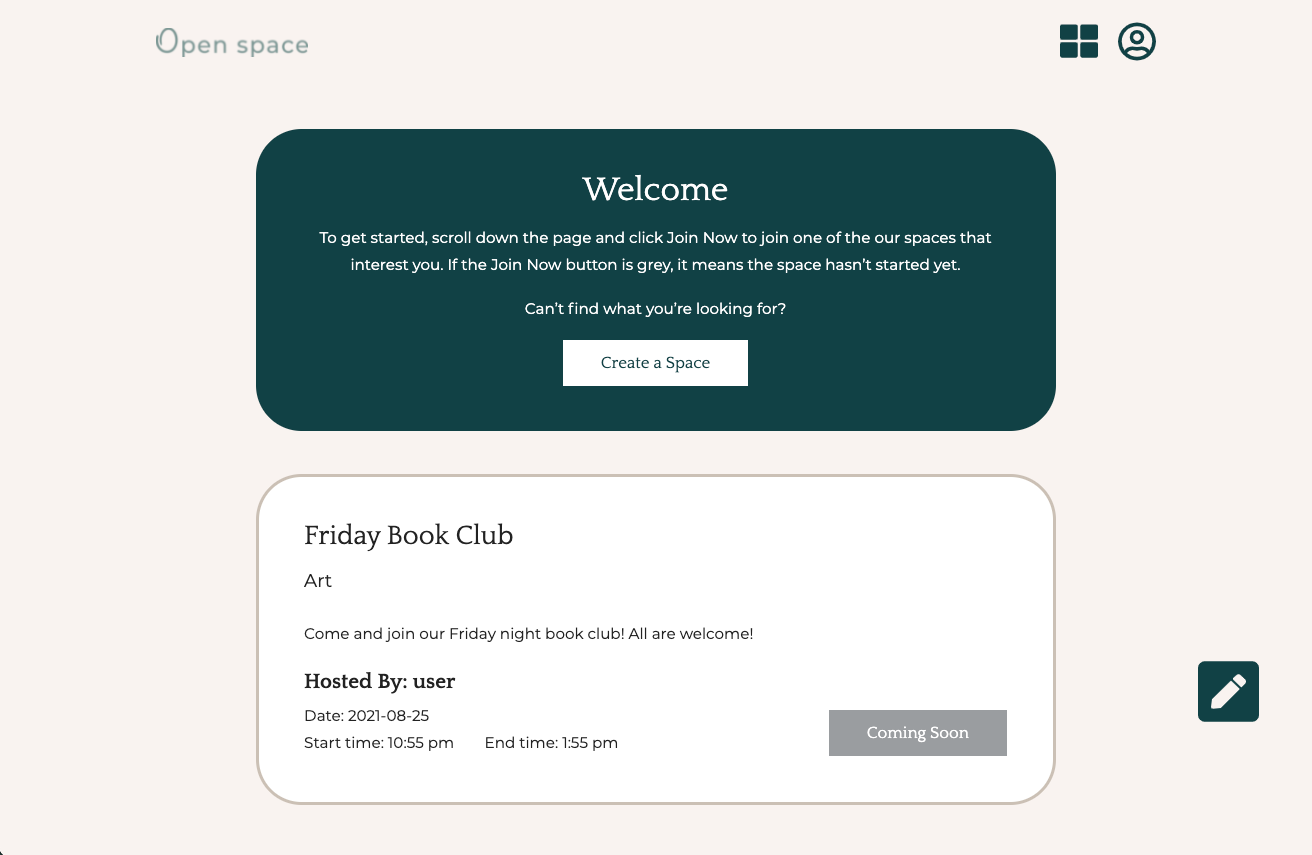 Open space
Welcome
To get started, scroll down the page and click Join Now to join one of the our spaces that
interest you. If the Join Now button is grey, it means the space hasn’t started yet.
Can’t find what you’re looking for?
Create a Space
Friday Book Club
Art
Come and join our Friday night book club! All are welcome!
Hosted By: user
Date: 2021-08-25
Start time: 10:55 pm End time: 1:55 pm
Coming Soon